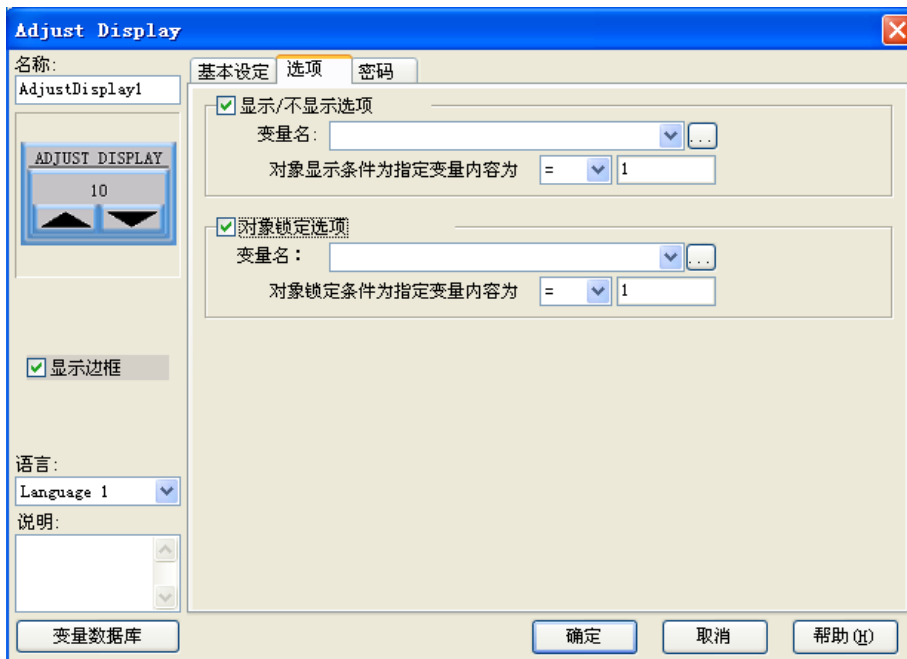 Adjust Display
名称:
AdjustDisplay1
ADJUST DISPLAY
10
显示边框
语言:
Language 1
说明:
变量数据库
基本设定 选项 密码
显示/不显示选项
变量名:
...
对象显示条件为指定变量内容为 = 1
对象锁定选项
变量名：
...
对象锁定条件为指定变量内容为 = 1
确定 取消 帮助(H)